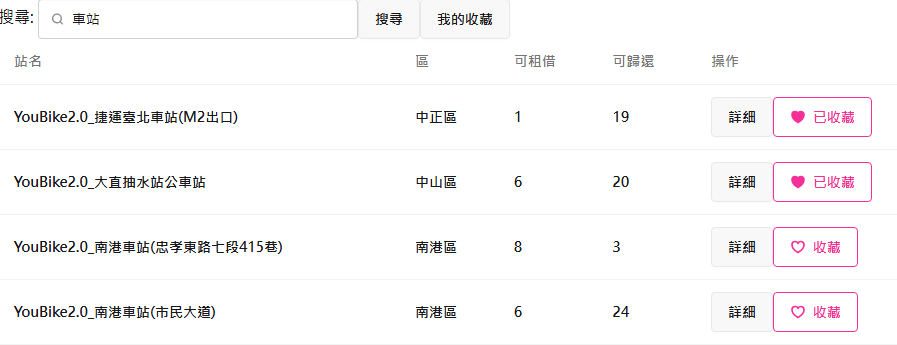 搜尋: 車站 搜尋 我的收藏
站名 區 可租借 可歸還 操作
YouBike2.0_捷運臺北車站(M2出口) 中正區 1 19 詳細 已收藏
YouBike2.0_大直抽水站公車站 中山區 6 20 詳細 已收藏
YouBike2.0_南港車站(忠孝東路七段415巷) 南港區 8 3 詳細 收藏
YouBike2.0_南港車站(市民大道) 南港區 6 24 詳細 收藏